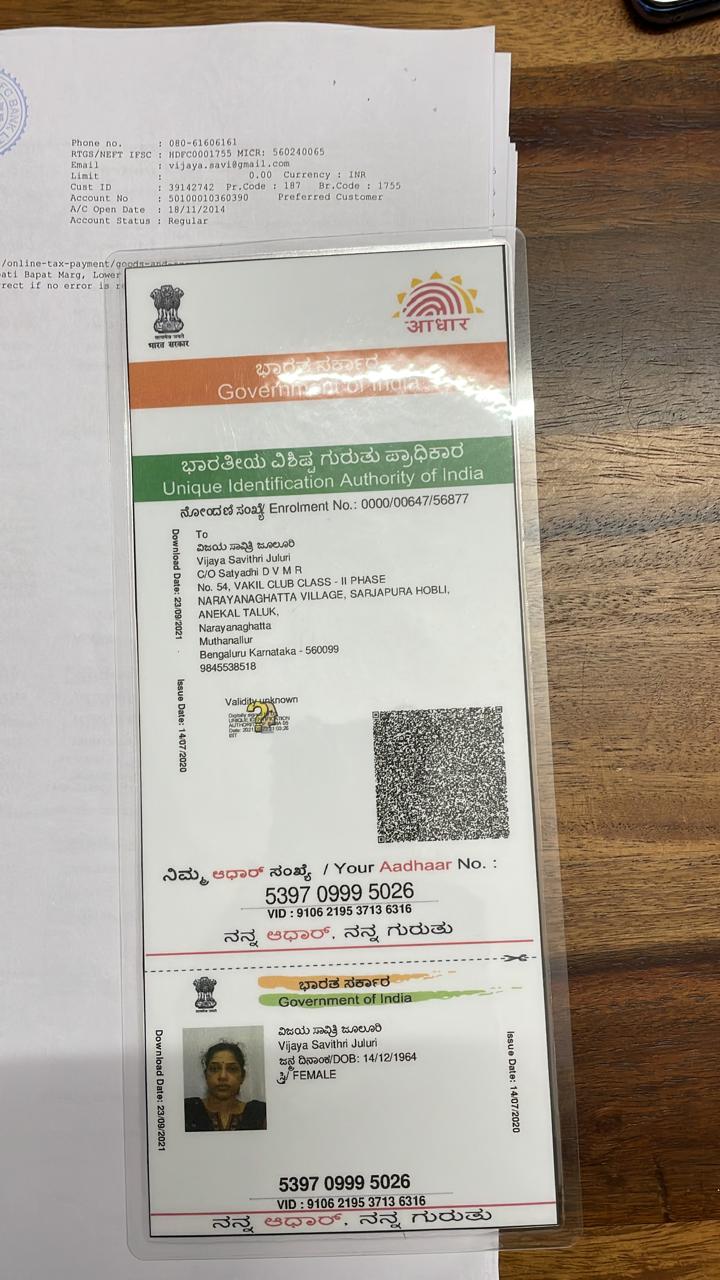 Phone no. : 080-61606161
RTGS/NEFT IFSC : HDFC0001755 MICR: 560240065
Email : vijaya.savi@gmail.com
Limit : 0.00 Currency : INR
Cust ID : 39142742 Pr.Code : 187 Br.Code : 1755
Account No : 50100010360390 Preferred Customer
A/C Open Date : 18/11/2014
Account Status : Regular
/online-tax-payment/goods-and-
ati Bapat Marg, Lower
rect if no error is re
सत्यमेव जयते
भारत सरकार
आधार
ಭಾರತ ಸರ್ಕಾರ
Government of India
ಭಾರತೀಯ ವಿಶಿಷ್ಟ ಗುರುತು ಪ್ರಾಧಿಕಾರ
Unique Identification Authority of India
ನೋಂದಣಿ ಸಂಖ್ಯೆ/ Enrolment No.: 0000/00647/56877
Download Date: 23/09/2021
Issue Date: 14/07/2020
To
ವಿಜಯ ಸಾವಿತ್ರಿ ಜೂಲೂರಿ
Vijaya Savithri Juluri
C/O Satyadhi D V M R
No. 54, VAKIL CLUB CLASS - II PHASE
NARAYANAGHATTA VILLAGE, SARJAPURA HOBLI,
ANEKAL TALUK,
Narayanaghatta
Muthanallur
Bengaluru Karnataka - 560099
9845538518
Validity unknown
ನಿಮ್ಮ ಆಧಾರ್ ಸಂಖ್ಯೆ / Your Aadhaar No. :
5397 0999 5026
VID : 9106 2195 3713 6316
ನನ್ನ ಆಧಾರ್, ನನ್ನ ಗುರುತು
ಭಾರತ ಸರ್ಕಾರ
Government of India
Download Date: 23/09/2021
ವಿಜಯ ಸಾವಿತ್ರಿ ಜೂಲೂರಿ
Vijaya Savithri Juluri
ಜನ್ಮ ದಿನಾಂಕ/DOB: 14/12/1964
ಸ್ತ್ರೀ/ FEMALE
Issue Date: 14/07/2020
5397 0999 5026
VID : 9106 2195 3713 6316
ನನ್ನ ಆಧಾರ್, ನನ್ನ ಗುರುತು